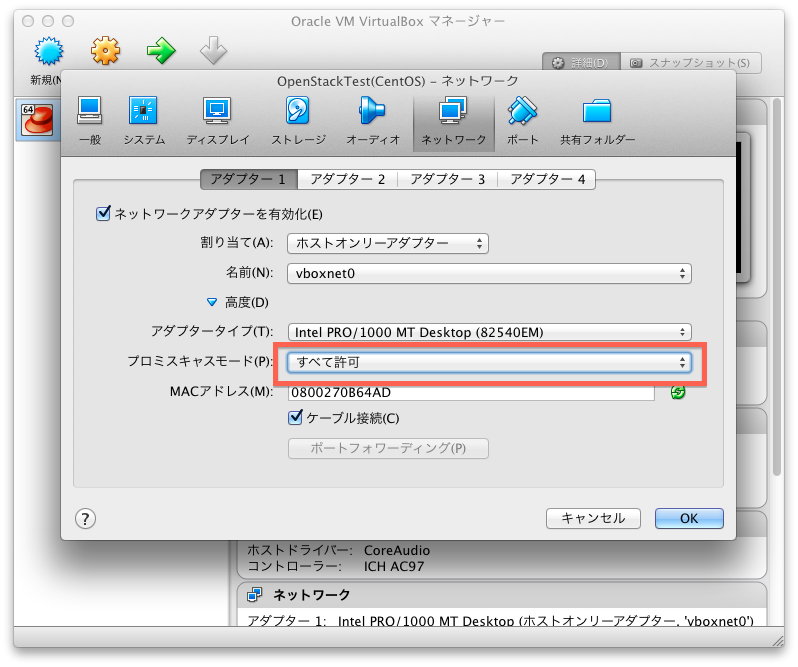 Oracle VM VirtualBox マネージャー
新規(N
詳細(D)
スナップショット(S)
64
OpenStackTest(CentOS) – ネットワーク
一般 システム ディスプレイ ストレージ オーディオ ネットワーク ポート 共有フォルダー
アダプター 1 アダプター 2 アダプター 3 アダプター 4
ネットワークアダプターを有効化(E)
割り当て(A): ホストオンリーアダプター
名前(N): vboxnet0
高度(D)
アダプタータイプ(T): Intel PRO/1000 MT Desktop (82540EM)
プロミスキャスモード(P): すべて許可
MACアドレス(M): 0800270B64AD
ケーブル接続(C)
ポートフォワーディング(P)
? キャンセル OK
ホストドライバー: CoreAudio
コントローラー: ICH AC97
ネットワーク
アダプター 1: Intel PRO/1000 MT Desktop (ホストオンリーアダプター, 'vboxnet0')